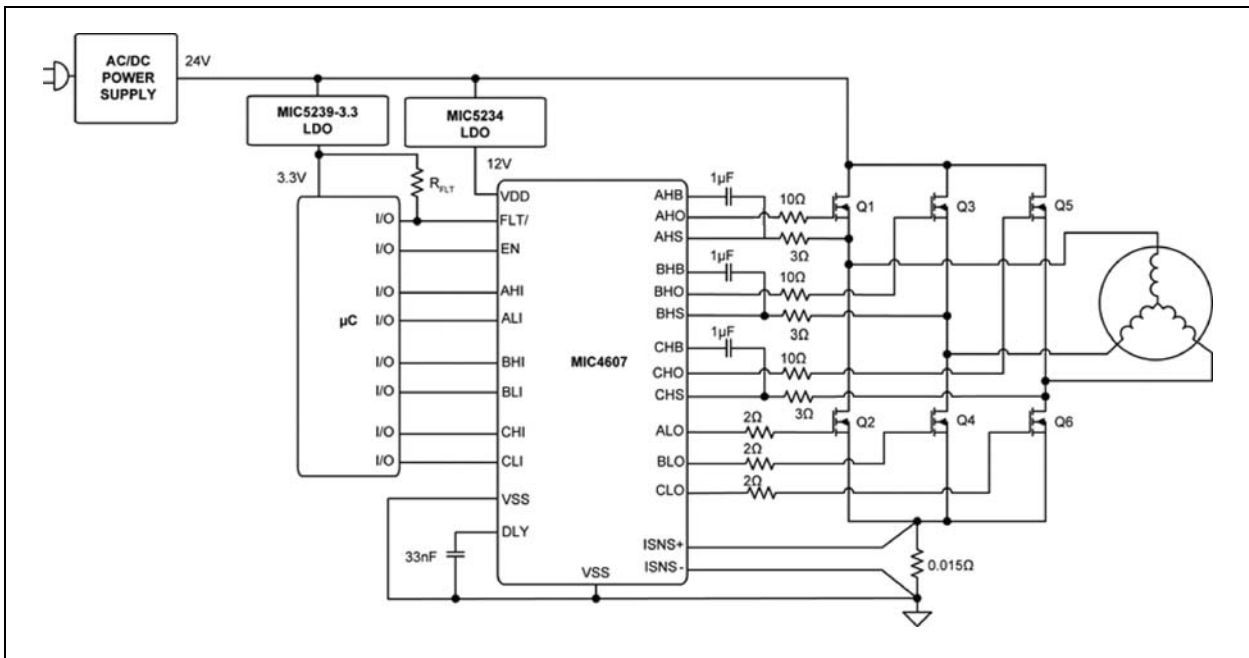 AC/DC
POWER
SUPPLY
24V
MIC5239-3.3
LDO
MIC5234
LDO
3.3V
R_FLT
12V
µC
I/O
I/O
I/O
I/O
I/O
I/O
I/O
I/O
VDD
FLT/
EN
AHI
ALI
BHI
BLI
CHI
CLI
VSS
DLY
33nF
MIC4607
VSS
AHB
AHO
AHS
BHB
BHO
BHS
CHB
CHO
CHS
ALO
BLO
CLO
ISNS+
ISNS-
1µF
10Ω
3Ω
1µF
10Ω
3Ω
1µF
10Ω
3Ω
2Ω
2Ω
2Ω
Q1
Q3
Q5
Q2
Q4
Q6
0.015Ω